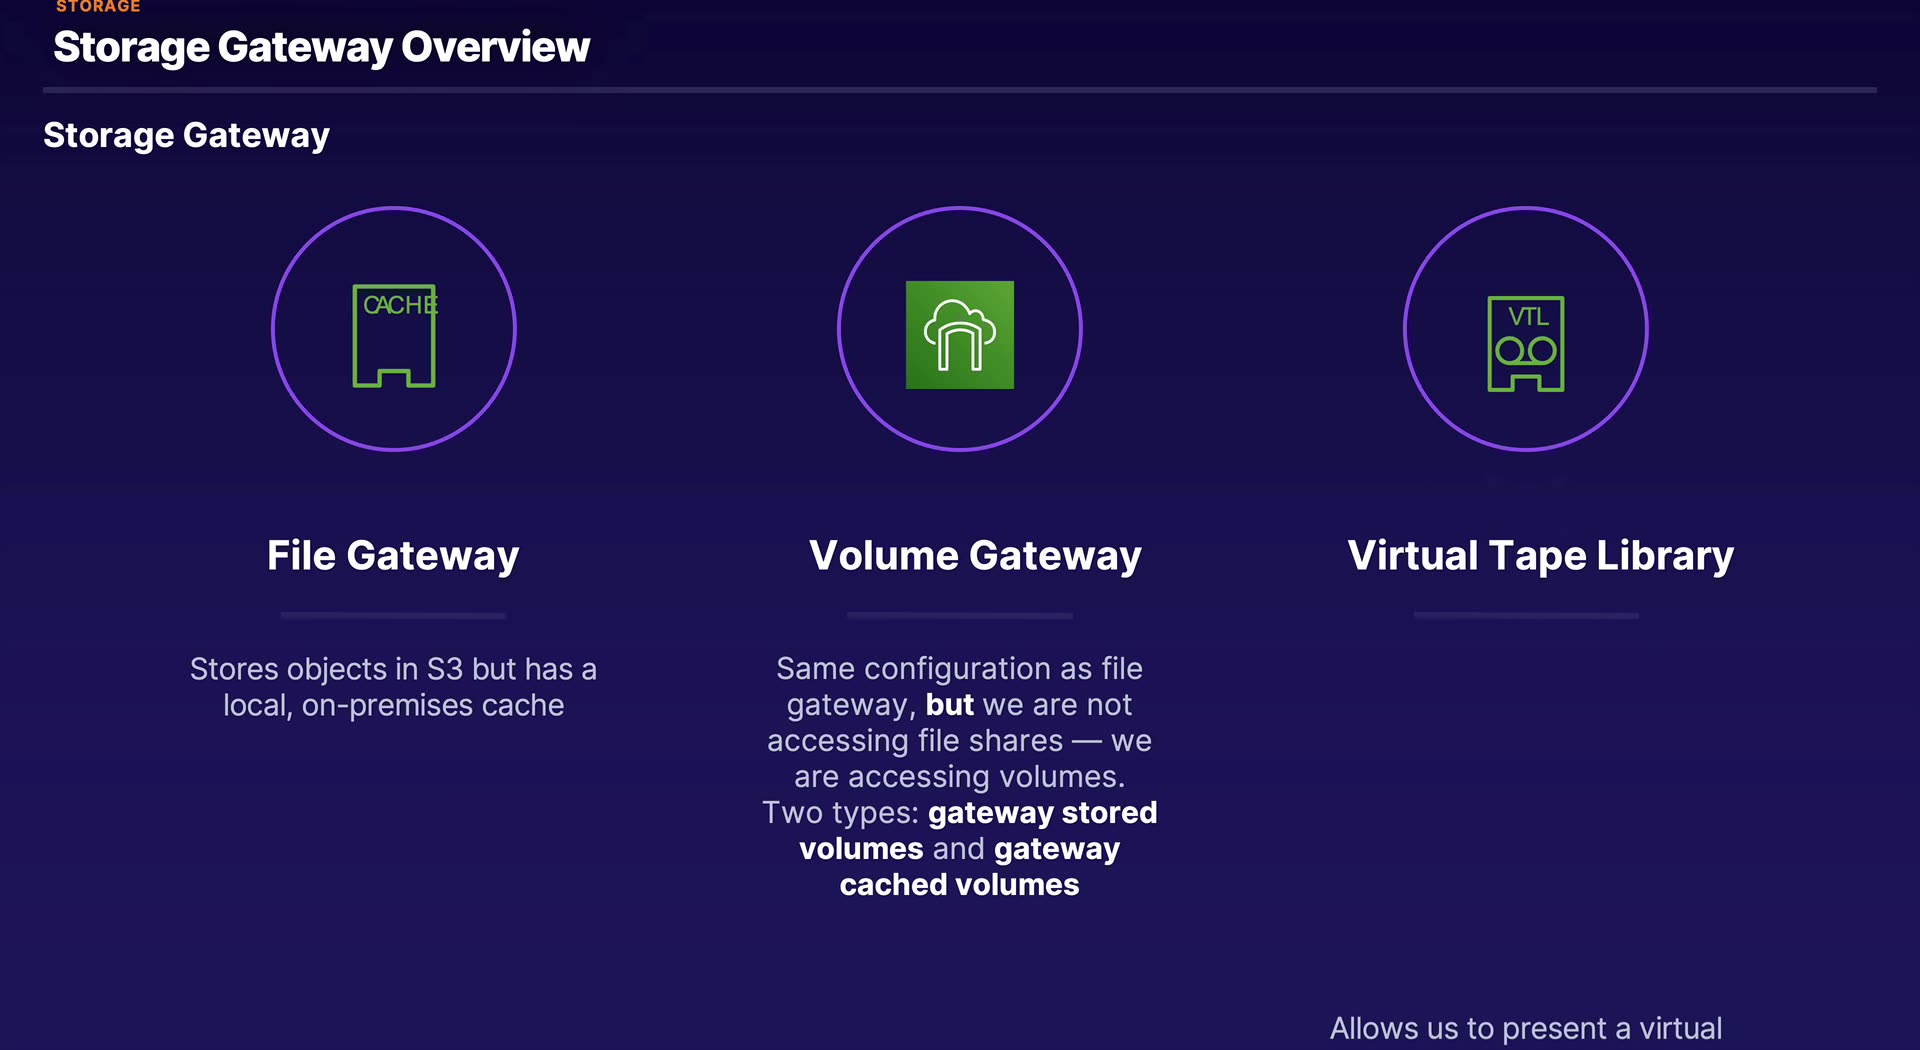 STORAGE
Storage Gateway Overview
Storage Gateway
CACHE
VTL
File Gateway
Volume Gateway
Virtual Tape Library
Stores objects in S3 but has a
local, on-premises cache
Same configuration as file
gateway, but we are not
accessing file shares — we
are accessing volumes.
Two types: gateway stored
volumes and gateway
cached volumes
Allows us to present a virtual